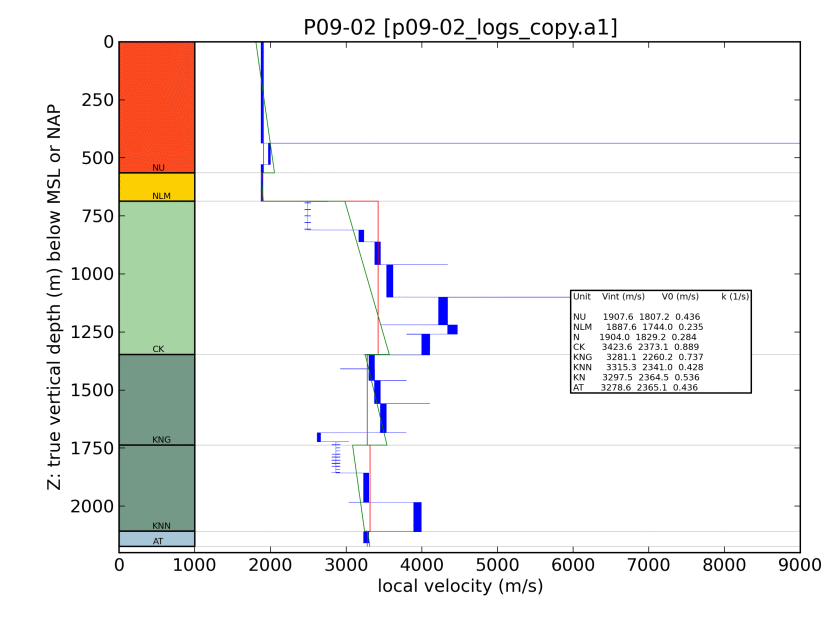 P09-02 [p09-02_logs_copy.a1]
0
250
500
750
1000
1250
1500
1750
2000
Z: true vertical depth (m) below MSL or NAP
NU
NLM
CK
KNG
KNN
AT
Unit Vint (m/s) V0 (m/s) k (1/s)
NU 1907.6 1807.2 0.436
NLM 1887.6 1744.0 0.235
N 1904.0 1829.2 0.284
CK 3423.6 2373.1 0.889
KNG 3281.1 2260.2 0.737
KNN 3315.3 2341.0 0.428
KN 3297.5 2364.5 0.536
AT 3278.6 2365.1 0.436
0 1000 2000 3000 4000 5000 6000 7000 8000 9000
local velocity (m/s)